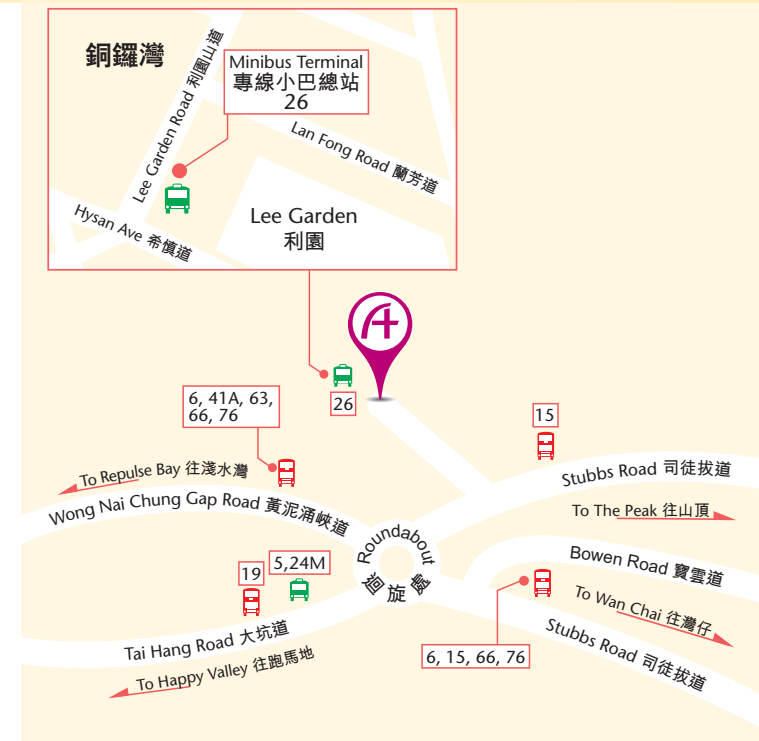 銅鑼灣
Lee Garden Road 利園山道
Minibus Terminal
專線小巴總站
26
Lan Fong Road 蘭芳道
Hysan Ave 希慎道
Lee Garden
利園
26
6, 41A, 63,
66, 76
15
To Repulse Bay 往淺水灣
Stubbs Road 司徒拔道
Wong Nai Chung Gap Road 黃泥涌峽道
To The Peak 往山頂
Roundabout
迴旋處
Bowen Road 寶雲道
19
5,24M
To Wan Chai 往灣仔
Tai Hang Road 大坑道
6, 15, 66, 76
Stubbs Road 司徒拔道
To Happy Valley 往跑馬地